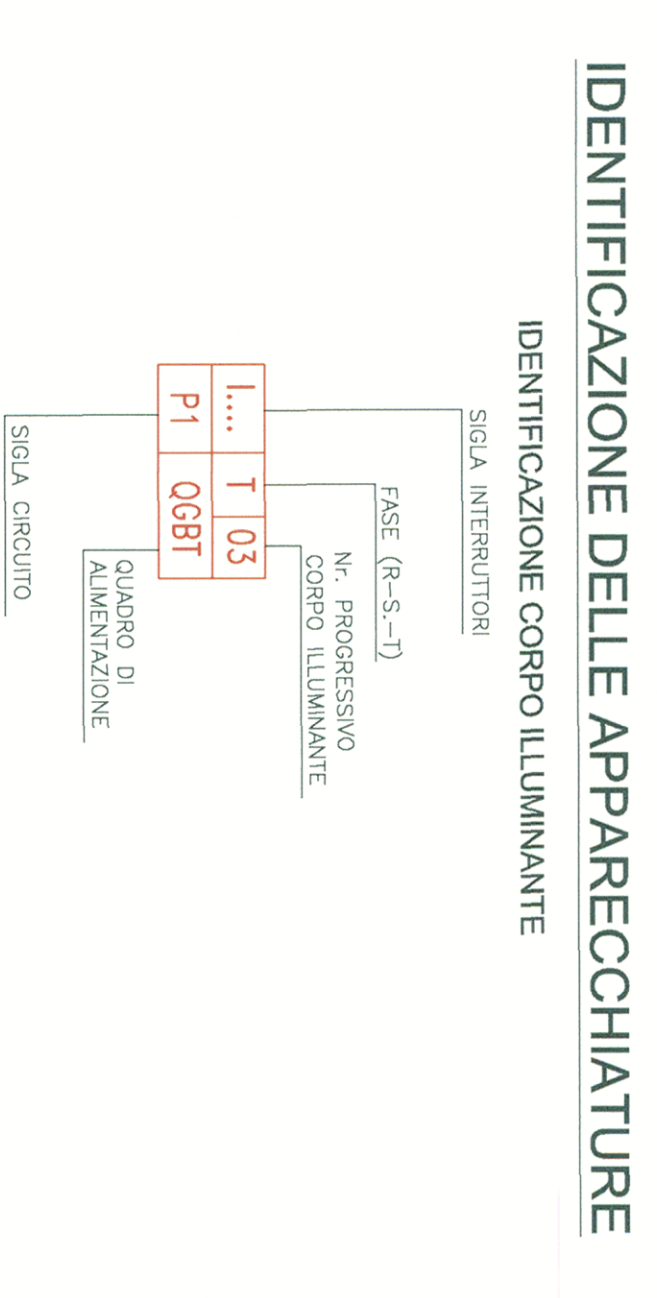 IDENTIFICAZIONE DELLE APPARECCHIATURE
IDENTIFICAZIONE CORPO ILLUMINANTE
SIGLA INTERRUTTORI
FASE (R-S.-T)
Nr. PROGRESSIVO
CORPO ILLUMINANTE
I.... T 03
P1 QGBT
QUADRO DI
ALIMENTAZIONE
SIGLA CIRCUITO